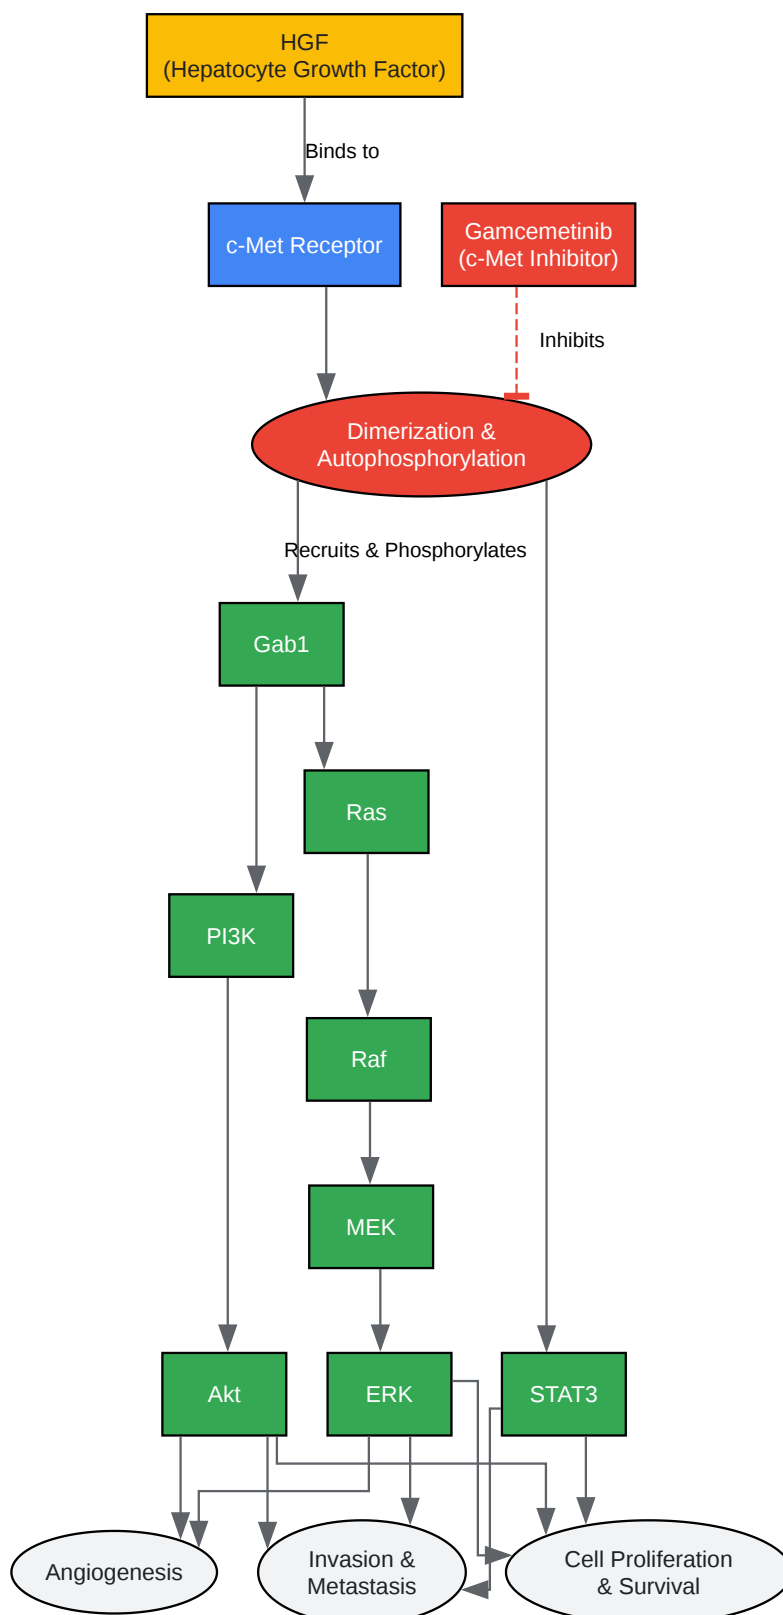 HGF
(Hepatocyte Growth Factor)
Binds to
c-Met Receptor
Gamcemetinib
(c-Met Inhibitor)
Inhibits
Dimerization &
Autophosphorylation
Recruits & Phosphorylates
Gab1
Ras
PI3K
Raf
MEK
Akt
ERK
STAT3
Angiogenesis
Invasion &
Metastasis
Cell Proliferation
& Survival